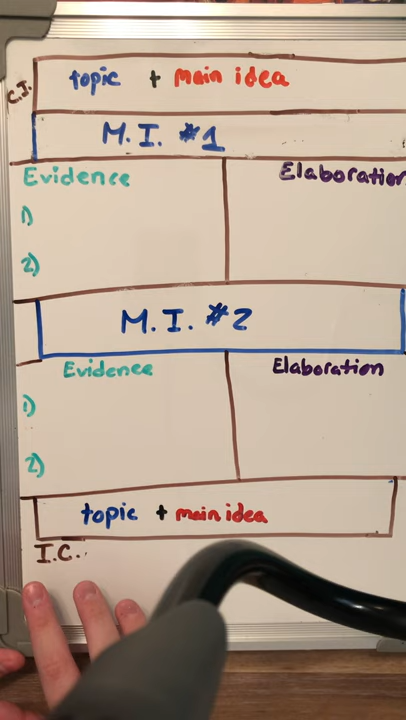 C.I.
topic + main idea
M.I. #1
Evidence Elaboration
1)
2)
M.I. #2
Evidence Elaboration
1)
2)
topic + main idea
I.C.